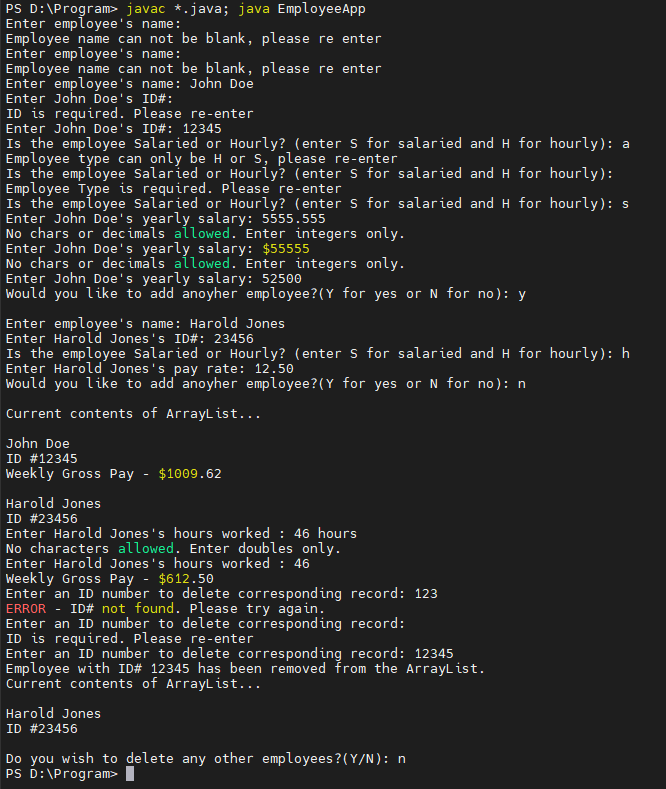 PS D:\Program> javac *.java; java EmployeeApp
Enter employee's name:
Employee name can not be blank, please re enter
Enter employee's name:
Employee name can not be blank, please re enter
Enter employee's name: John Doe
Enter John Doe's ID#:
ID is required. Please re-enter
Enter John Doe's ID#: 12345
Is the employee Salaried or Hourly? (enter S for salaried and H for hourly): a
Employee type can only be H or S, please re-enter
Is the employee Salaried or Hourly? (enter S for salaried and H for hourly):
Employee Type is required. Please re-enter
Is the employee Salaried or Hourly? (enter S for salaried and H for hourly): s
Enter John Doe's yearly salary: 5555.555
No chars or decimals allowed. Enter integers only.
Enter John Doe's yearly salary: $55555
No chars or decimals allowed. Enter integers only.
Enter John Doe's yearly salary: 52500
Would you like to add anoyher employee?(Y for yes or N for no): y
Enter employee's name: Harold Jones
Enter Harold Jones's ID#: 23456
Is the employee Salaried or Hourly? (enter S for salaried and H for hourly): h
Enter Harold Jones's pay rate: 12.50
Would you like to add anoyher employee?(Y for yes or N for no): n
Current contents of ArrayList...
John Doe
ID #12345
Weekly Gross Pay - $1009.62
Harold Jones
ID #23456
Enter Harold Jones's hours worked : 46 hours
No characters allowed. Enter doubles only.
Enter Harold Jones's hours worked : 46
Weekly Gross Pay - $612.50
Enter an ID number to delete corresponding record: 123
ERROR - ID# not found. Please try again.
Enter an ID number to delete corresponding record:
ID is required. Please re-enter
Enter an ID number to delete corresponding record: 12345
Employee with ID# 12345 has been removed from the ArrayList.
Current contents of ArrayList...
Harold Jones
ID #23456
Do you wish to delete any other employees?(Y/N): n
PS D:\Program>